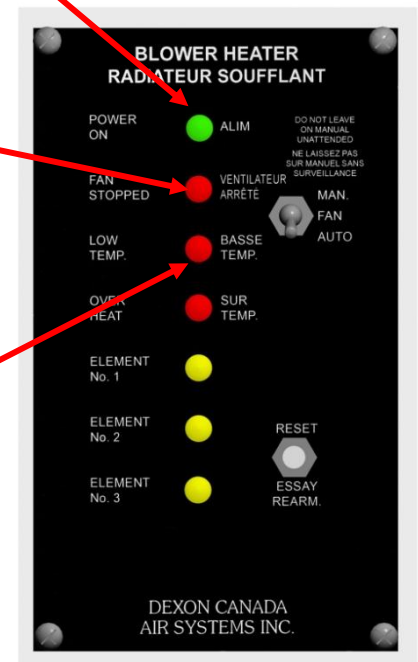 BLOWER HEATER
RADIATEUR SOUFFLANT
POWER
ON
ALIM
DO NOT LEAVE
ON MANUAL
UNATTENDED
NE LAISSEZ PAS
SUR MANUEL SANS
SURVEILLANCE
FAN
STOPPED
VENTILATEUR
ARRÊTÉ
MAN.
FAN
AUTO
LOW
TEMP.
BASSE
TEMP.
OVER
HEAT
SUR
TEMP.
ELEMENT
No. 1
ELEMENT
No. 2
RESET
ESSAY
REARM.
ELEMENT
No. 3
DEXON CANADA
AIR SYSTEMS INC.